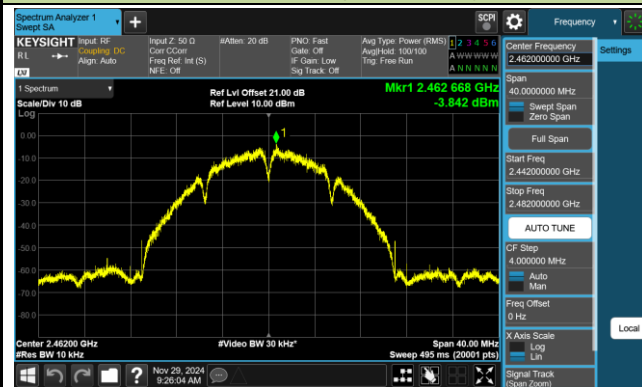 Spectrum Analyzer 1
Swept SA
SCPI
Frequency
KEYSIGHT
RL
LXI
Input: RF
Coupling: DC
Align: Auto
Input Z: 50 Ω
Corr CCorr
Freq Ref: Int (S)
NFE: Off
#Atten: 20 dB
PNO: Fast
Gate: Off
IF Gain: Low
Sig Track: Off
Avg Type: Power (RMS)
Avg|Hold: 100/100
Trig: Free Run
1 2 3 4 5 6
A W W W W W
A N N N N N
1 Spectrum
Scale/Div 10 dB
Log
Ref Lvl Offset 21.00 dB
Ref Level 10.00 dBm
Mkr1 2.462 668 GHz
-3.842 dBm
1
0.00
-10.0
-20.0
-30.0
-40.0
-50.0
-60.0
-70.0
-80.0
Center 2.46200 GHz
#Res BW 10 kHz
#Video BW 30 kHz*
Span 40.00 MHz
Sweep 495 ms (20001 pts)
Nov 29, 2024
9:26:04 AM
Center Frequency
2.462000000 GHz
Settings
Span
40.0000000 MHz
Swept Span
Zero Span
Full Span
Start Freq
2.442000000 GHz
Stop Freq
2.482000000 GHz
AUTO TUNE
CF Step
4.000000 MHz
Auto
Man
Freq Offset
0 Hz
X Axis Scale
Log
Lin
Local
Signal Track
(Span Zoom)